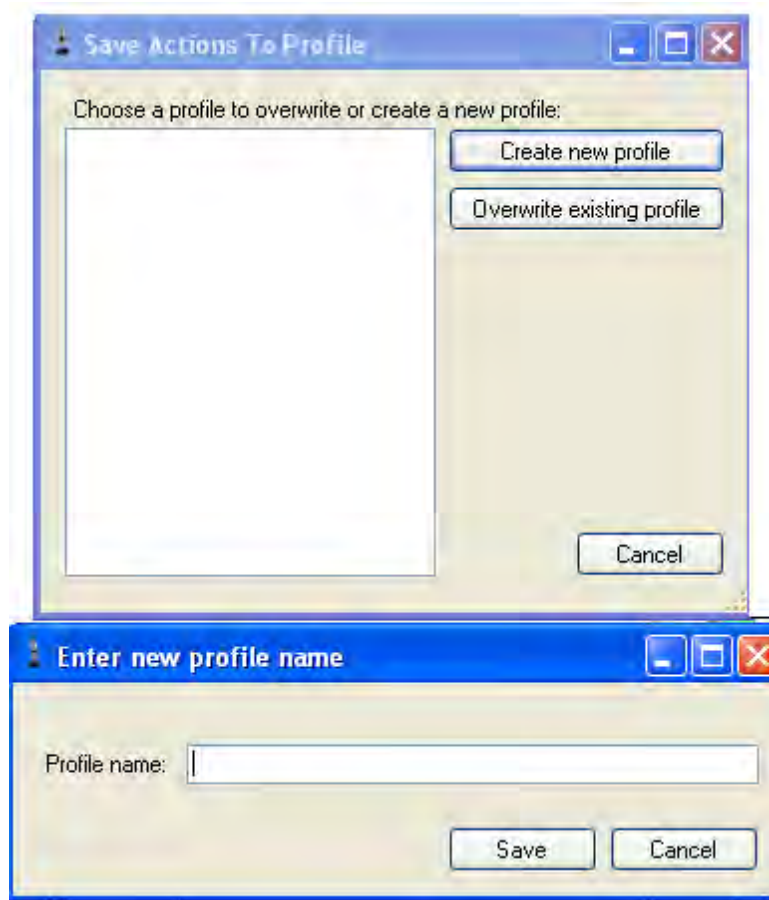 Save Actions To Profile
Choose a profile to overwrite or create a new profile:
Create new profile
Overwrite existing profile
Cancel
Enter new profile name
Profile name:
Save
Cancel